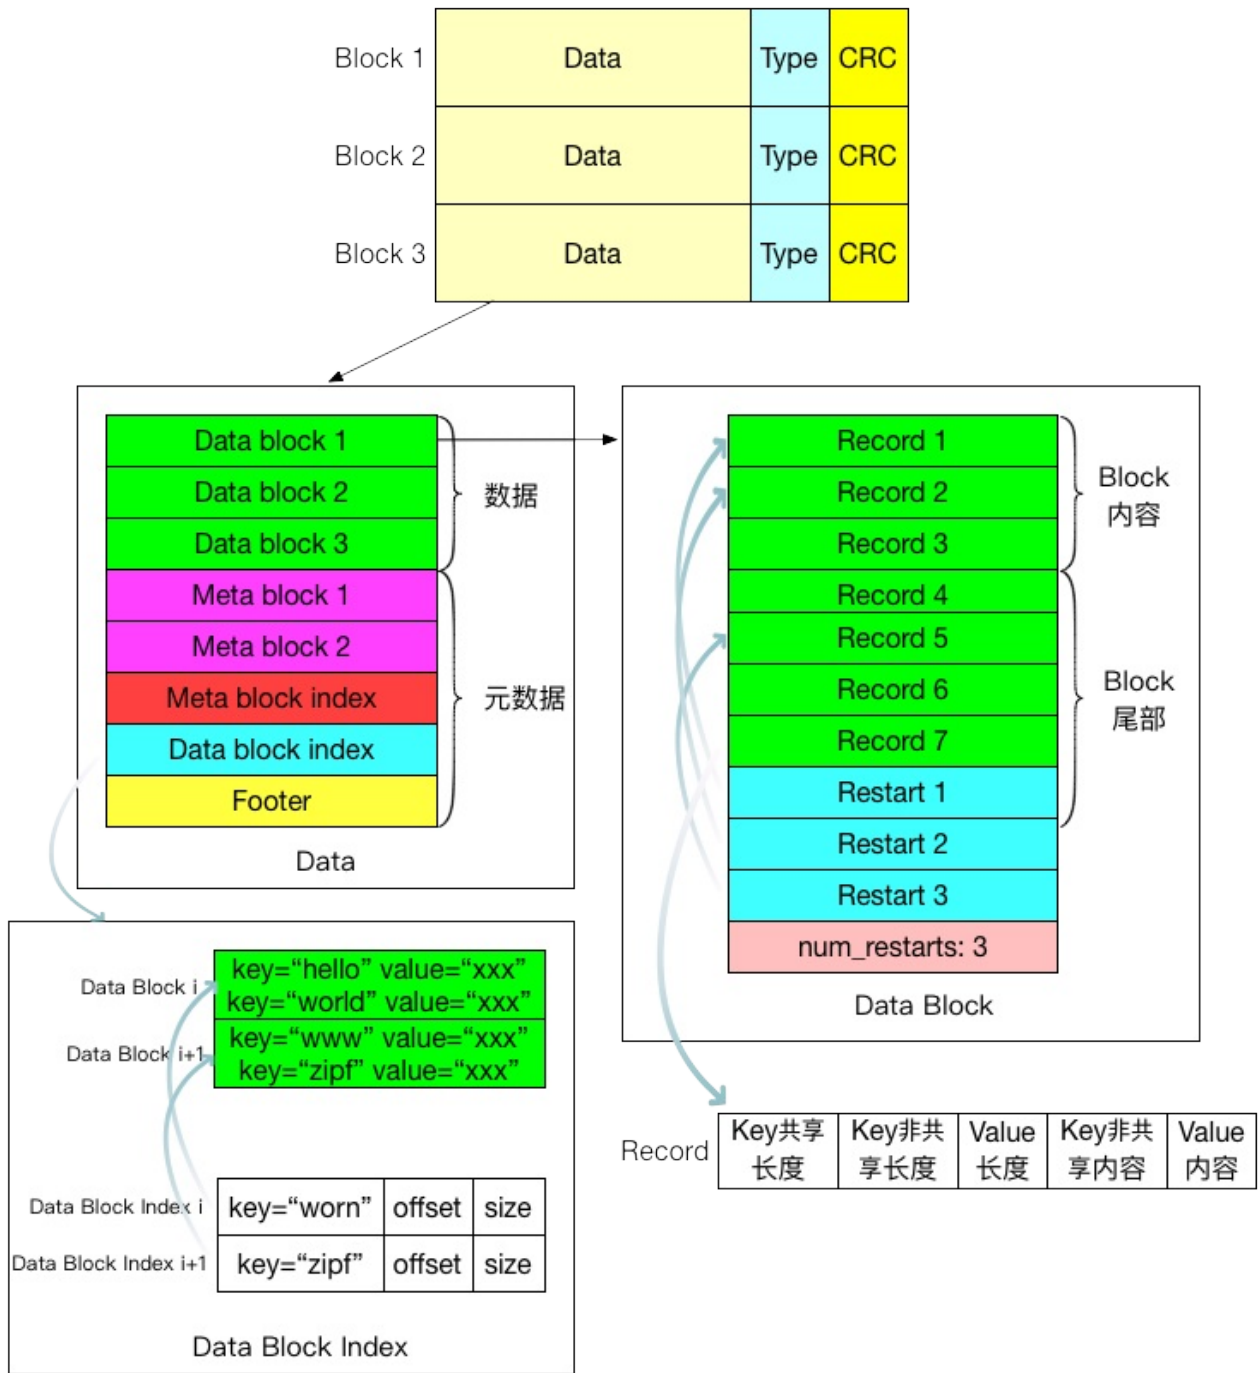 Block 1
Data
Type
CRC
Block 2
Data
Type
CRC
Block 3
Data
Type
CRC
Data block 1
Data block 2
Data block 3
数据
Meta block 1
Meta block 2
Meta block index
Data block index
Footer
元数据
Data
Record 1
Record 2
Record 3
Block
内容
Record 4
Record 5
Record 6
Record 7
Restart 1
Block
尾部
Restart 2
Restart 3
num_restarts: 3
Data Block
Data Block i
key=“hello” value=“xxx”
key=“world” value=“xxx”
Data Block i+1
key=“www” value=“xxx”
key=“zipf” value=“xxx”
Data Block Index i
key=“worn”
offset
size
Data Block Index i+1
key=“zipf”
offset
size
Data Block Index
Record
Key共享
长度
Key非共
享长度
Value
长度
Key非共
享内容
Value
内容